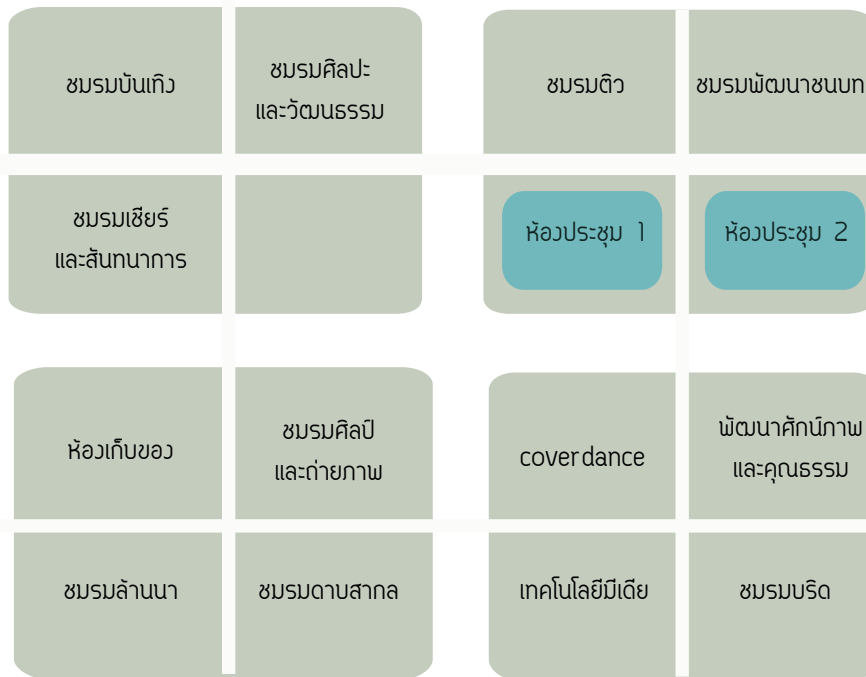 ชมรมบันเทิง
ชมรมศิลปะ
และวัฒนธรรม
ชมรมติว
ชมรมพัฒนาชนบท
ชมรมเชียร์
และสันทนาการ
ห้องประชุม 1
ห้องประชุม 2
ห้องเก็บของ
ชมรมศิลป์
และถ่ายภาพ
coverdance
พัฒนาศักน์ภาพ
และคุณธรรม
ชมรมล้านนา
ชมรมดาบสากล
เทคโนโลยีมีเดีย
ชมรมบริด